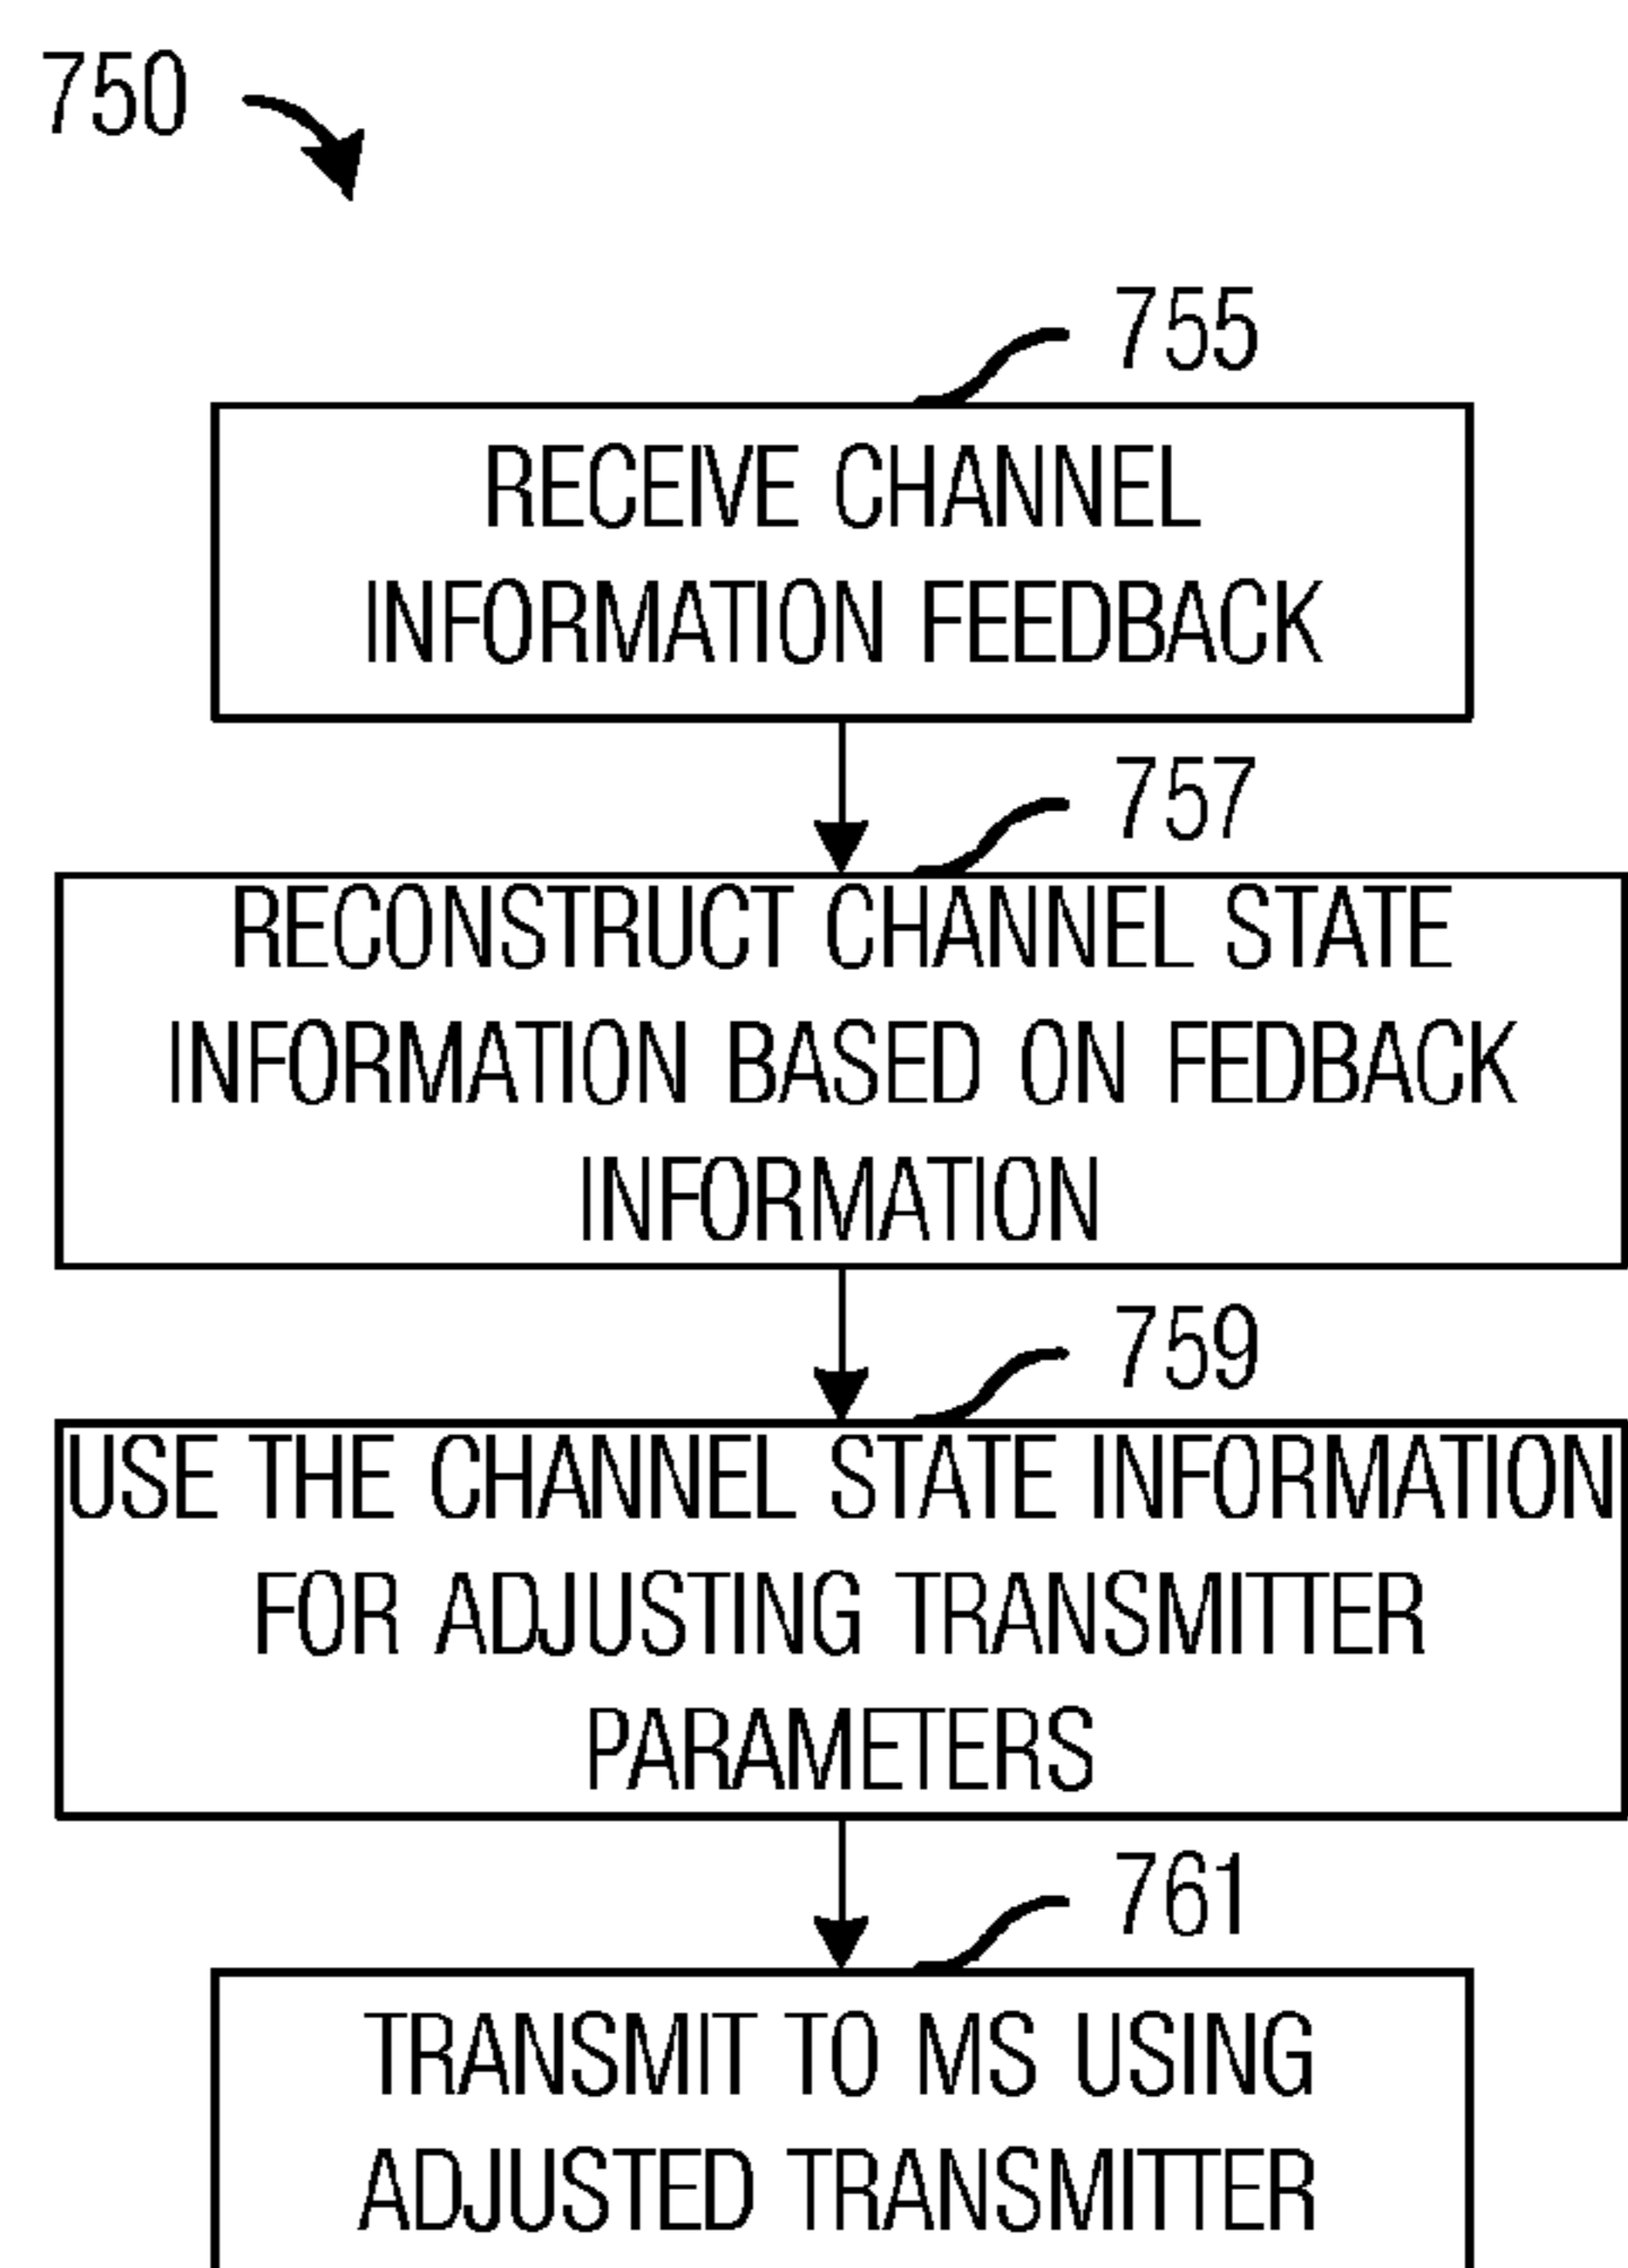 750
755
RECEIVE CHANNEL
INFORMATION FEEDBACK
757
RECONSTRUCT CHANNEL STATE
INFORMATION BASED ON FEDBACK
INFORMATION
759
USE THE CHANNEL STATE INFORMATION
FOR ADJUSTING TRANSMITTER
PARAMETERS
761
TRANSMIT TO MS USING
ADJUSTED TRANSMITTER